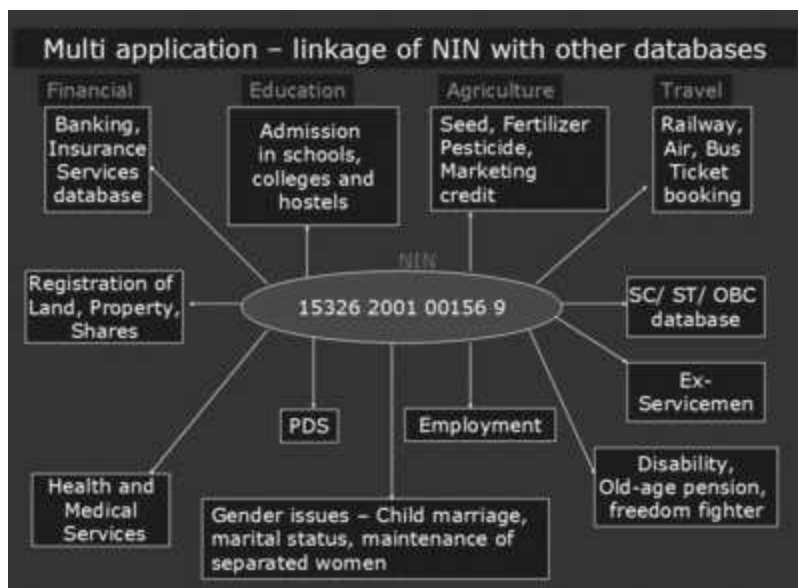 Multi application – linkage of NIN with other databases
Financial
Education
Agriculture
Travel
Banking,
Insurance
Services
database
Admission
in schools,
colleges and
hostels
Seed, Fertilizer
Pesticide,
Marketing
credit
Railway,
Air, Bus
Ticket
booking
NIN
15326 2001 00156 9
Registration of
Land, Property,
Shares
SC/ ST/ OBC
database
Ex-
Servicemen
PDS
Employment
Disability,
Old-age pension,
freedom fighter
Health and
Medical
Services
Gender issues – Child marriage,
marital status, maintenance of
separated women